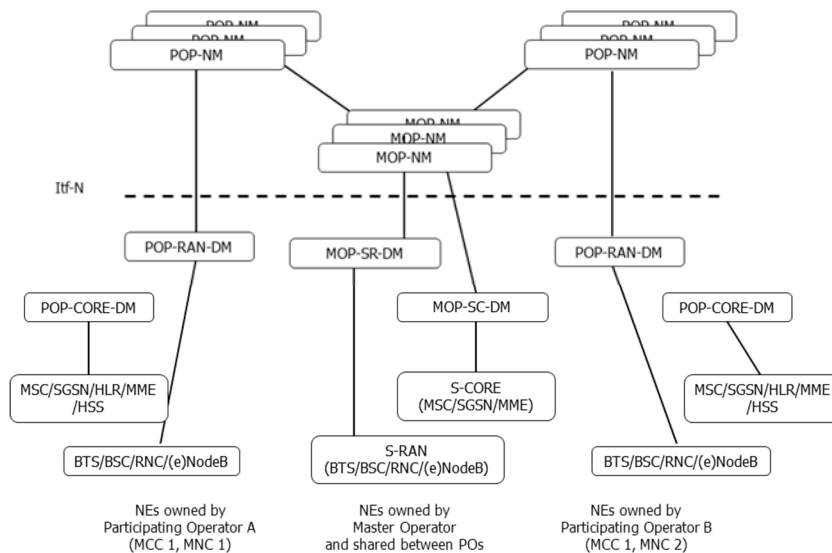 POP-NM
POP-NM
POP-NM
POP-NM
POP-NM
POP-NM
MOP-NM
MOP-NM
MOP-NM
Itf-N
POP-RAN-DM
MOP-SR-DM
POP-RAN-DM
POP-CORE-DM
MOP-SC-DM
POP-CORE-DM
MSC/SGSN/HLR/MME
/HSS
S-CORE
(MSC/SGSN/MME)
MSC/SGSN/HLR/MME
/HSS
BTS/BSC/RNC/(e)NodeB
S-RAN
(BTS/BSC/RNC/(e)NodeB)
BTS/BSC/RNC/(e)NodeB
NEs owned by
Participating Operator A
(MCC 1, MNC 1)
NEs owned by
Master Operator
and shared between POs
NEs owned by
Participating Operator B
(MCC 1, MNC 2)